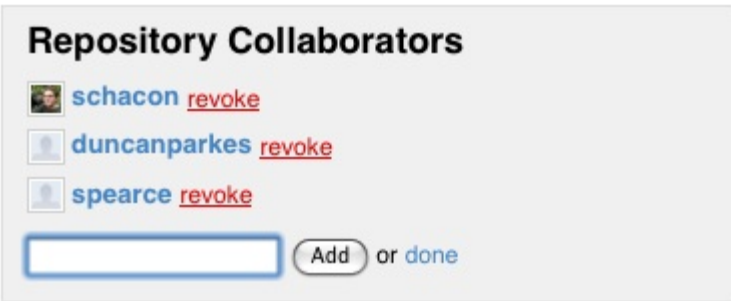 Repository Collaborators
schacon revoke
duncanparkes revoke
spearce revoke
Add or done